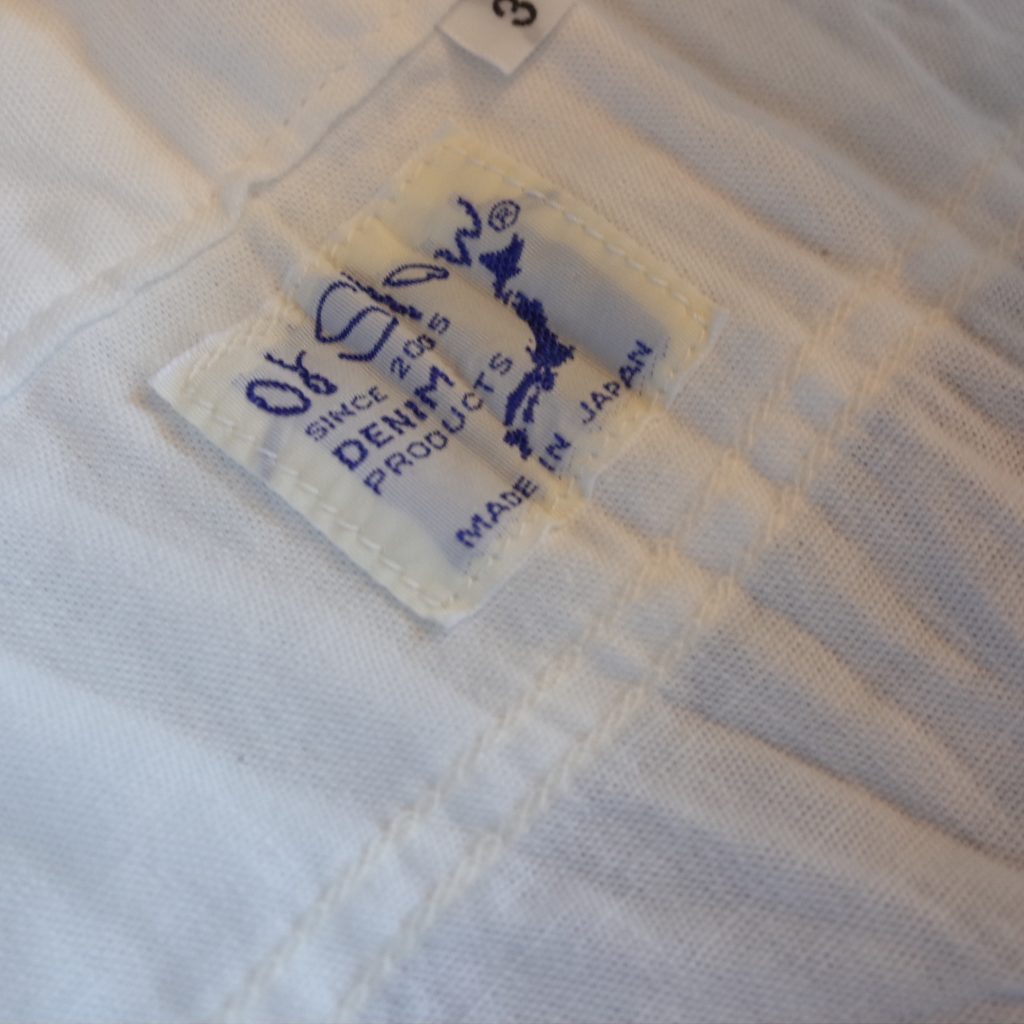 3
orSlow®
SINCE 2005
DENIM
PRODUCTS
MADE IN JAPAN